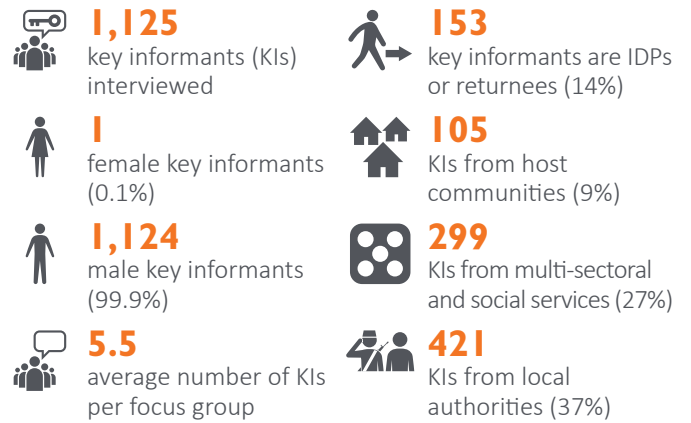 1,125
key informants (KIs)
interviewed
1
female key informants
(0.1%)
1,124
male key informants
(99.9%)
5.5
average number of KIs
per focus group
153
key informants are IDPs
or returnees (14%)
105
KIs from host
communities (9%)
299
KIs from multi-sectoral
and social services (27%)
421
KIs from local
authorities (37%)